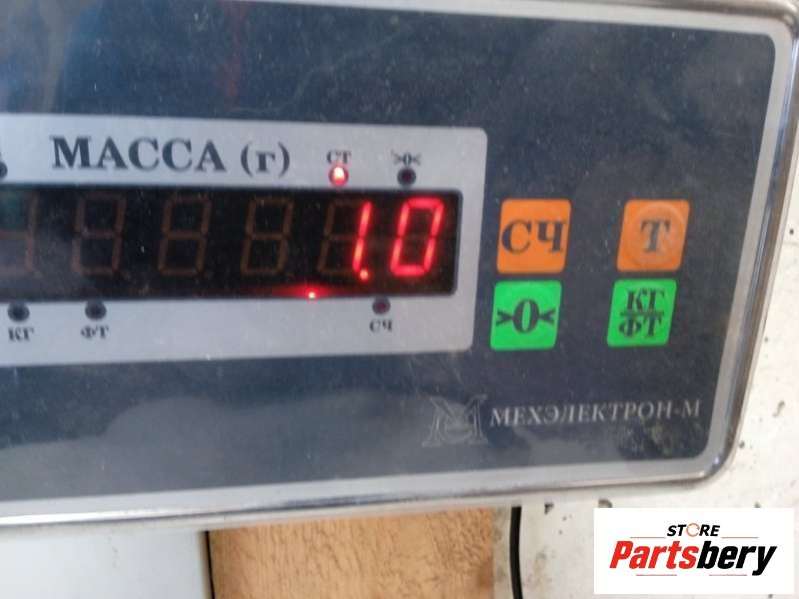 МАССА (г)
СТ
>0<
1.0
КГ
ФТ
СЧ
СЧ
Т
>0<
КГ
ФТ
МЕХЭЛЕКТРОН-М
STORE
Partsbery